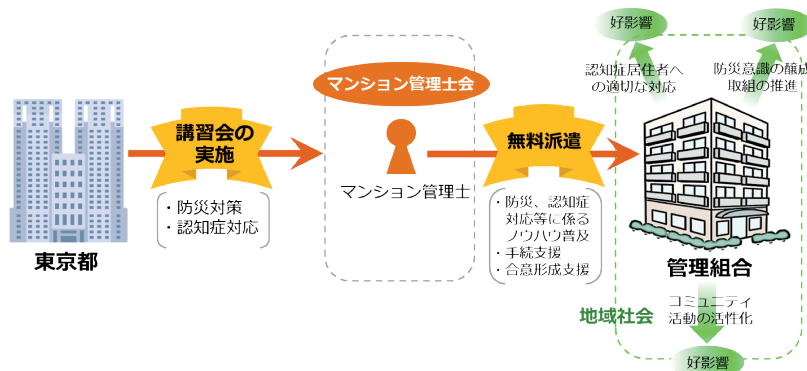 東京都
講習会の
実施
・防災対策
・認知症対応
マンション管理士会
マンション管理士
無料派遣
・防災、認知症
対応等に係る
ノウハウ普及
・手続支援
・合意形成支援
好影響
認知症居住者へ
の適切な対応
好影響
防災意識の醸成
取組の推進
管理組合
地域社会
コミュニティ
活動の活性化
好影響